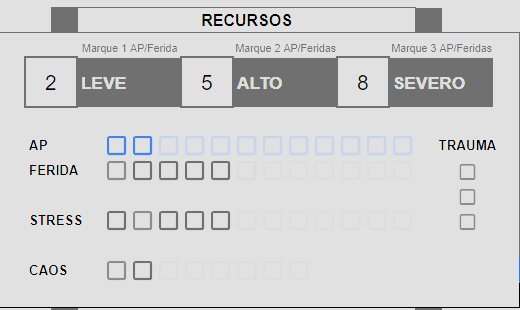 RECURSOS
Marque 1 AP/Ferida Marque 2 AP/Feridas Marque 3 AP/Feridas
2 LEVE 5 ALTO 8 SEVERO
AP TRAUMA
FERIDA
STRESS
CAOS